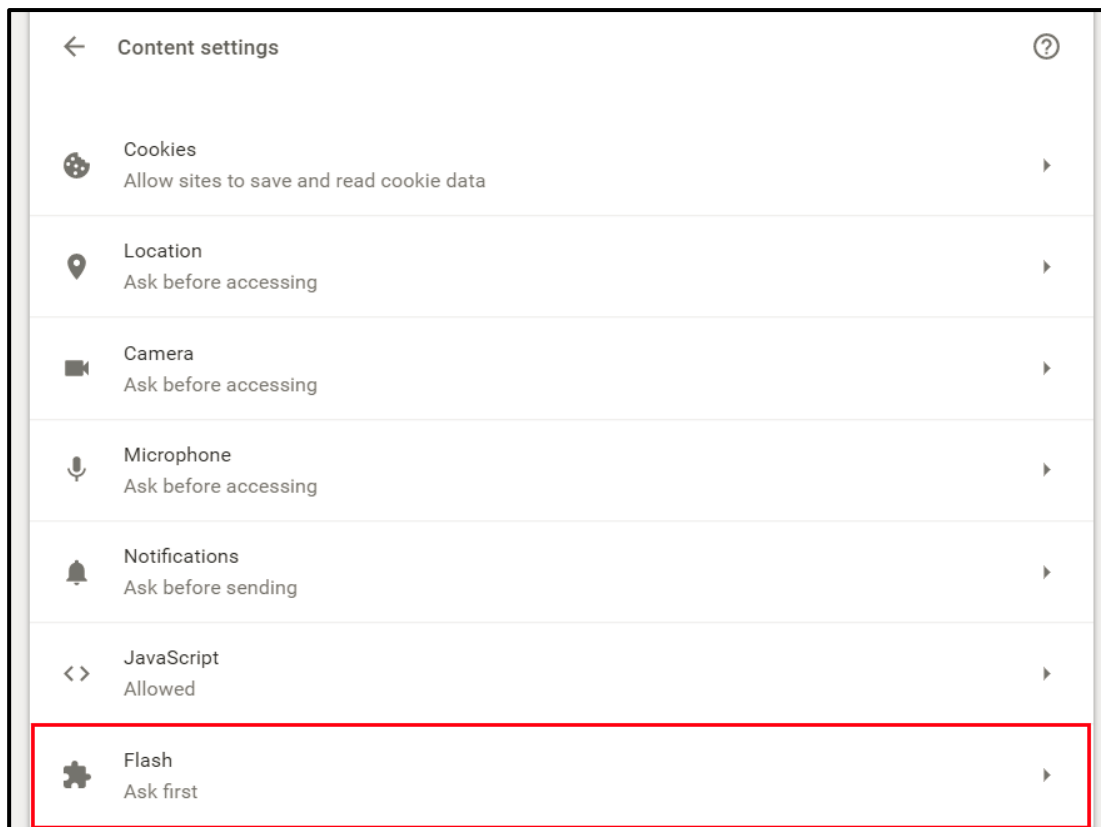 Content settings
Cookies
Allow sites to save and read cookie data
Location
Ask before accessing
Camera
Ask before accessing
Microphone
Ask before accessing
Notifications
Ask before sending
JavaScript
Allowed
Flash
Ask first